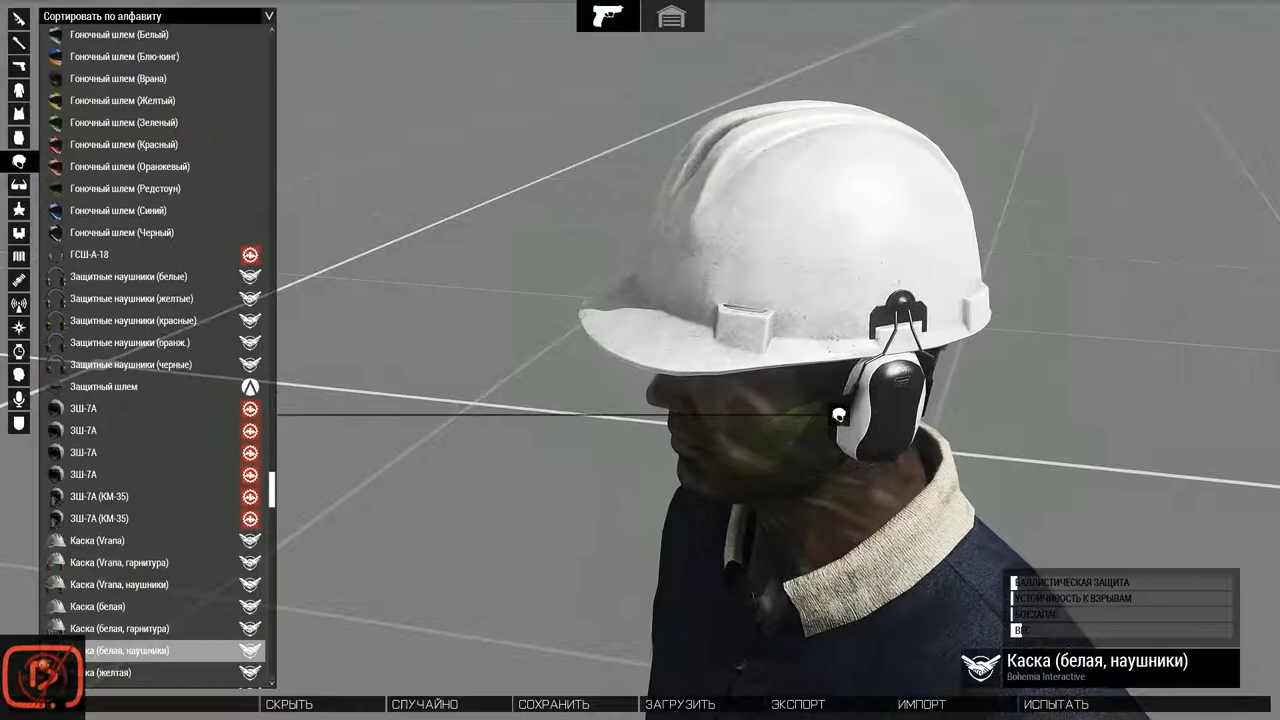 Сортировать по алфавиту
Гоночный шлем (Белый)
Гоночный шлем (Блю-кинг)
Гоночный шлем (Врана)
Гоночный шлем (Желтый)
Гоночный шлем (Зеленый)
Гоночный шлем (Красный)
Гоночный шлем (Оранжевый)
Гоночный шлем (Редстоун)
Гоночный шлем (Синий)
Гоночный шлем (Черный)
ГСШ-А-18
Защитные наушники (белые)
Защитные наушники (желтые)
Защитные наушники (красные)
Защитные наушники (оранж.)
Защитные наушники (черные)
Защитный шлем
ЗШ-7А
ЗШ-7А
ЗШ-7А
ЗШ-7А
ЗШ-7А (КМ-35)
ЗШ-7А (КМ-35)
Каска (Vrana)
Каска (Vrana, гарнитура)
Каска (Vrana, наушники)
Каска (белая)
Каска (белая, гарнитура)
(белая, наушники)
(желтая)
БАЛЛИСТИЧЕСКАЯ ЗАЩИТА
УСТОЙЧИВОСТЬ К ВЗРЫВАМ
БОЕЗАПАС
ВЕС
Каска (белая, наушники)
Bohemia Interactive
СКРЫТЬ
СЛУЧАЙНО
СОХРАНИТЬ
ЗАГРУЗИТЬ
ЭКСПОРТ
ИМПОРТ
ИСПЫТАТЬ